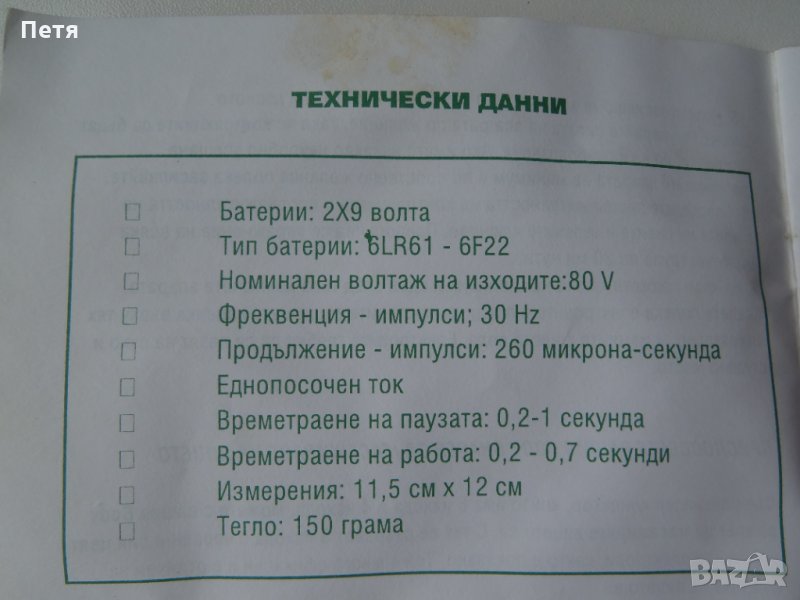 Петя
ТЕХНИЧЕСКИ ДАННИ
Батерии: 2X9 волта
Тип батерии: 6LR61 - 6F22
Номинален волтаж на изходите:80 V
Фреквенция - импулси; 30 Hz
Продължение - импулси: 260 микрона-секунда
Еднопосочен ток
Времетраене на паузата: 0,2-1 секунда
Времетраене на работа: 0,2 - 0,7 секунди
Измерения: 11,5 см x 12 см
Тегло: 150 грама
BAZAR